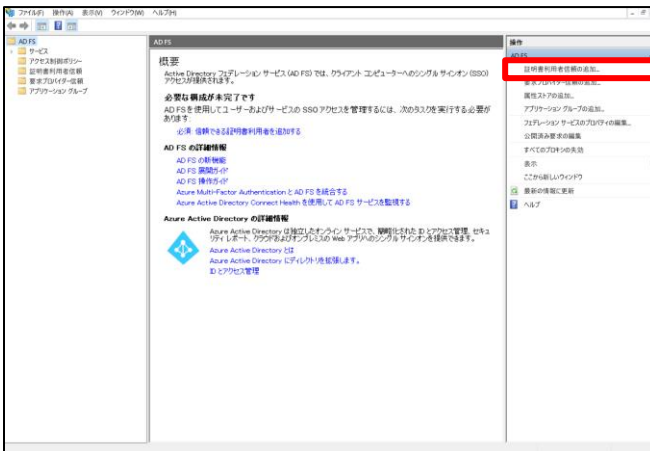 ファイル(F) 操作(A) 表示(V) ウィンドウ(W) ヘルプ(H)
AD FS
サービス
アクセス制御ポリシー
証明書利用者信頼
要求プロバイダー信頼
アプリケーション グループ
AD FS
概要
Active Directory フェデレーション サービス (AD FS) では、クライアント コンピューターへのシングル サインオン (SSO)
アクセスが提供されます。
必要な構成が未完了です
AD FS を使用してユーザーおよびサービスの SSO アクセスを管理するには、次のタスクを実行する必要が
あります:
必須: 信頼できる証明書利用者を追加する
AD FS の詳細情報
AD FS の新機能
AD FS 展開ガイド
AD FS 操作ガイド
Azure Multi-Factor Authentication と AD FS を統合する
Azure Active Directory Connect Health を使用して AD FS サービスを監視する
Azure Active Directory の詳細情報
Azure Active Directory は独立したオンライン サービスで、簡略化された ID とアクセス管理、セキュ
リティ レポート、クラウドおよびオンプレミスの Web アプリへのシングル サインオンを提供できます。
Azure Active Directory とは
Azure Active Directory にディレクトリを拡張します。
ID とアクセス管理
操作
AD FS
証明書利用者信頼の追加...
要求プロバイダー信頼の追加...
属性ストアの追加...
アプリケーション グループの追加...
フェデレーション サービスのプロパティの編集...
公開済み要求の編集
すべてのプロキシの失効
表示
ここから新しいウィンドウ
最新の情報に更新
ヘルプ